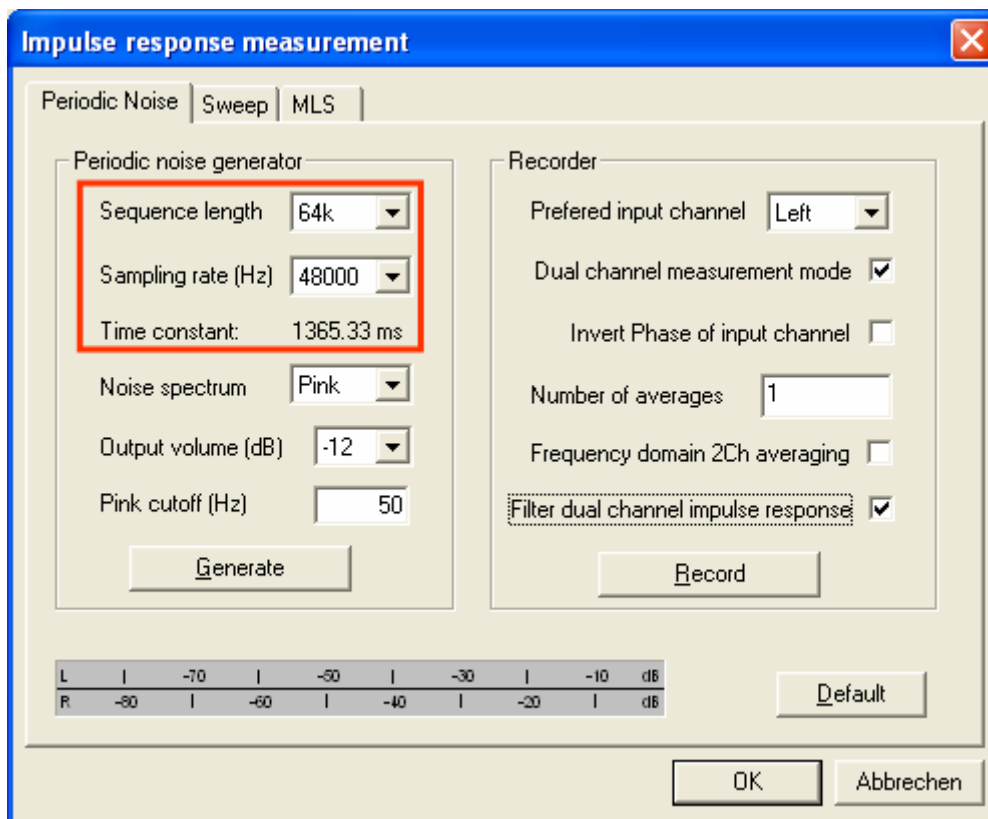 Impulse response measurement
Periodic Noise Sweep MLS
Periodic noise generator
Sequence length 64k
Sampling rate (Hz) 48000
Time constant: 1365.33 ms
Noise spectrum Pink
Output volume (dB) -12
Pink cutoff (Hz) 50
Generate
Recorder
Prefered input channel Left
Dual channel measurement mode
Invert Phase of input channel
Number of averages 1
Frequency domain 2Ch averaging
Filter dual channel impulse response
Record
L | -70 | -50 | -30 | -10 dB
R -80 | -60 | -40 | -20 | dB
Default
OK Abbrechen